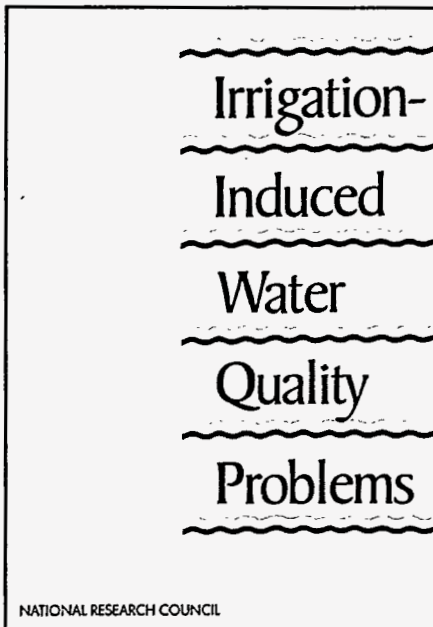 Irrigation-
Induced
Water
Quality
Problems
NATIONAL RESEARCH COUNCIL